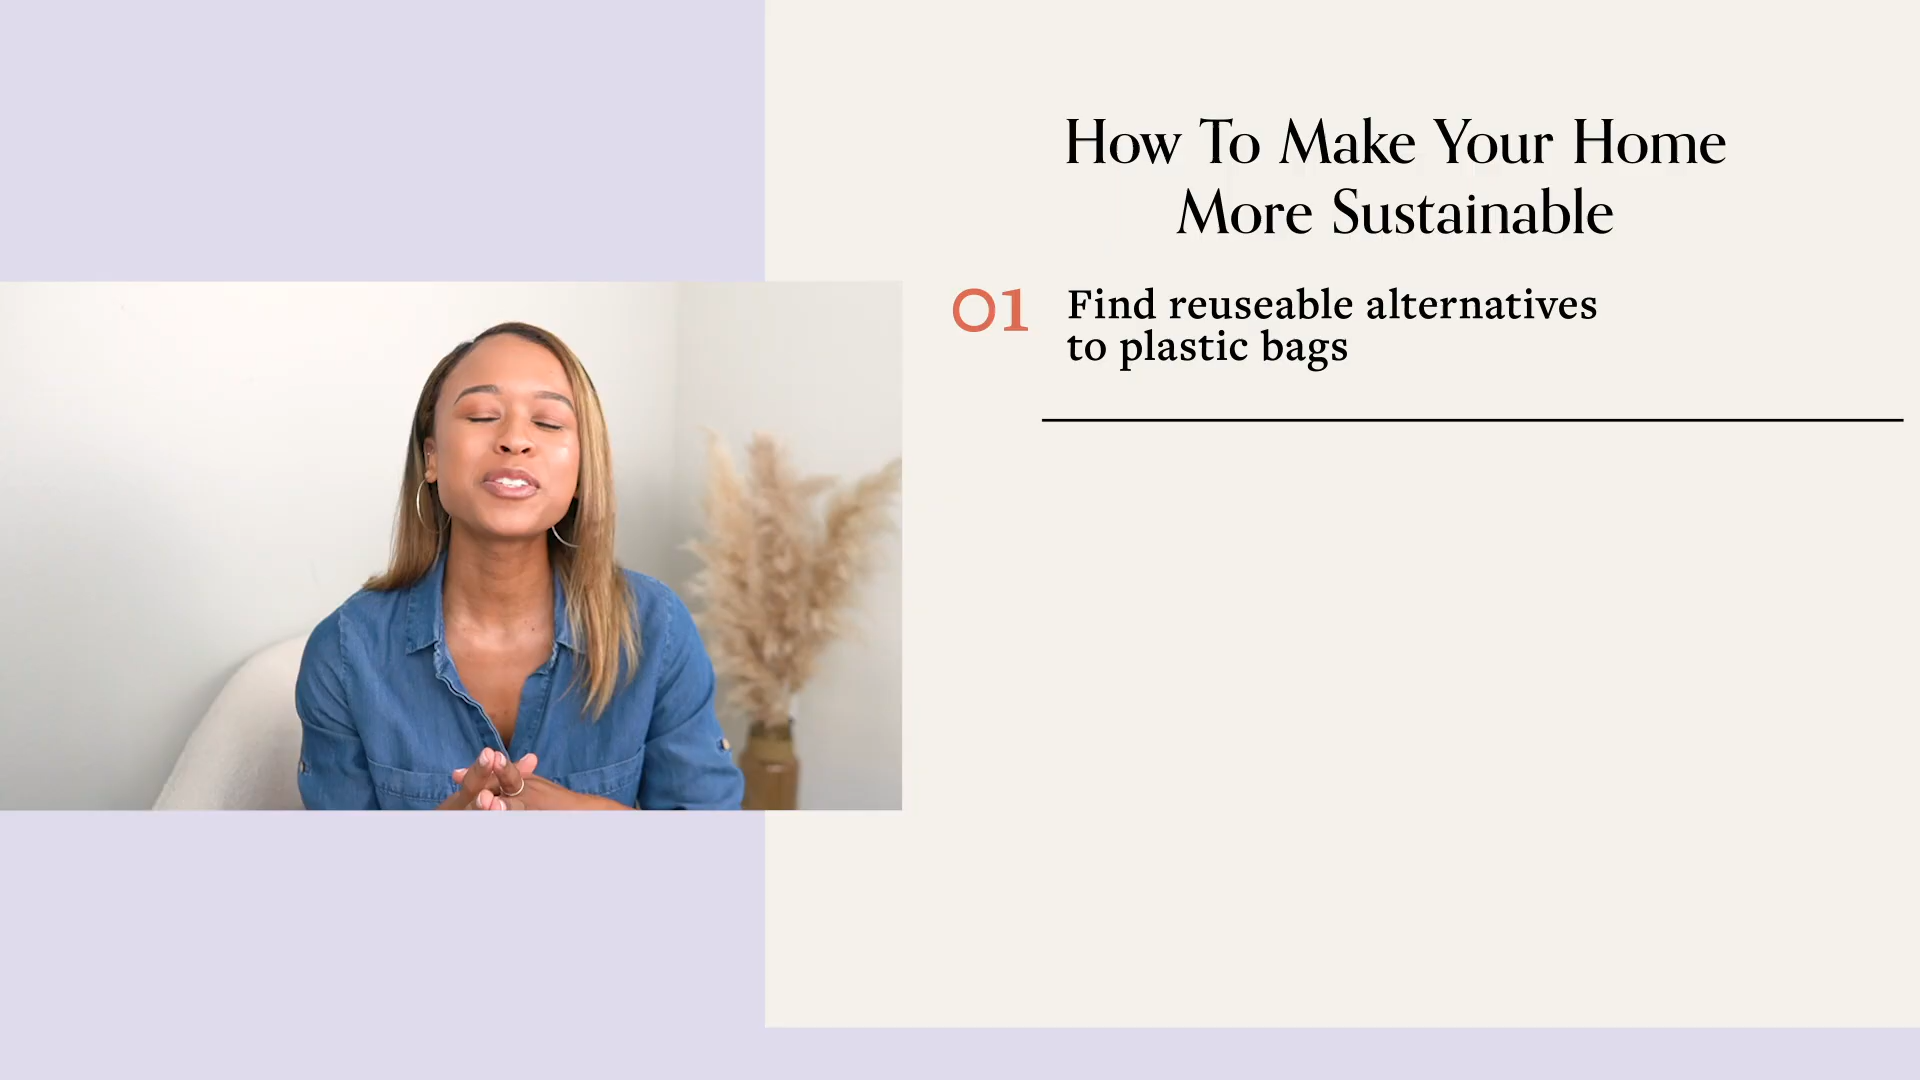 How To Make Your Home
More Sustainable
01 Find reuseable alternatives
to plastic bags